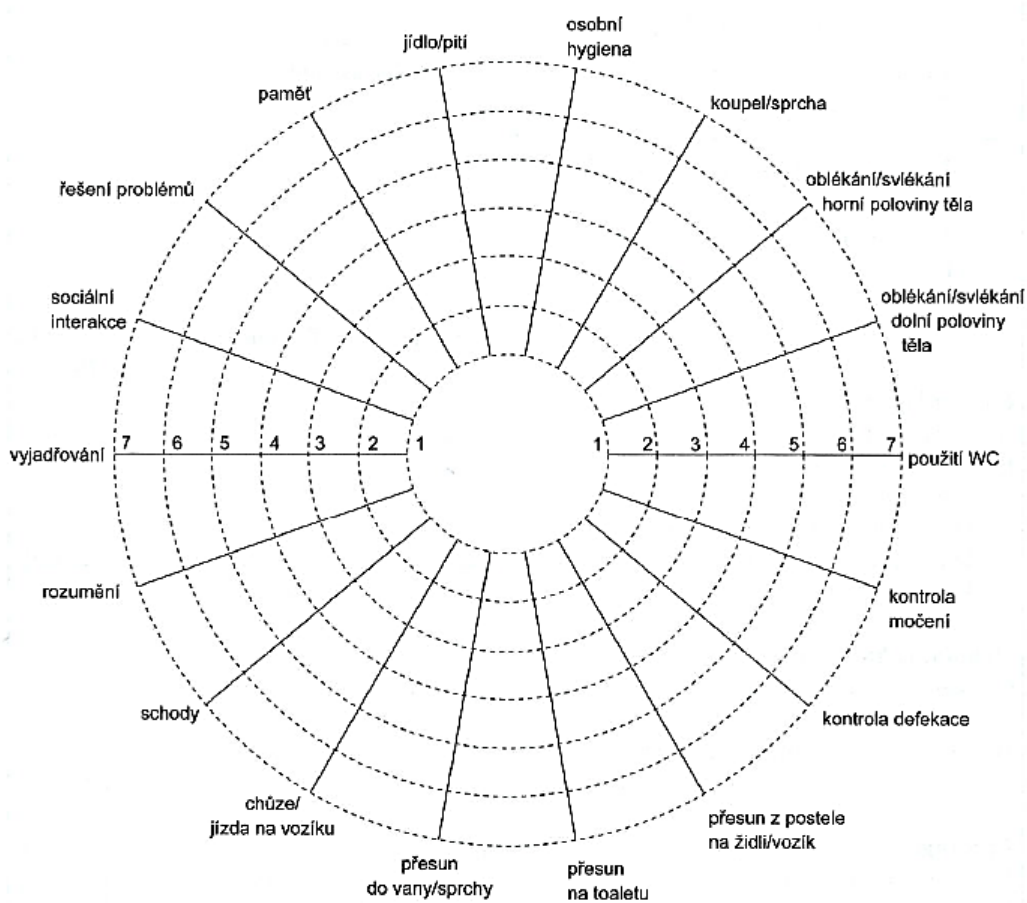 jídlo/pití
osobní
hygiena
paměť
koupel/sprcha
řešení problémů
oblékání/svlékání
horní poloviny těla
sociální
interakce
oblékání/svlékání
dolní poloviny
těla
vyjadřování
7 6 5 4 3 2 1
1 2 3 4 5 6 7
použití WC
rozumění
kontrola
močení
schody
kontrola defekace
chůze/
jízda na vozíku
přesun z postele
na židli/vozík
přesun
do vany/sprchy
přesun
na toaletu